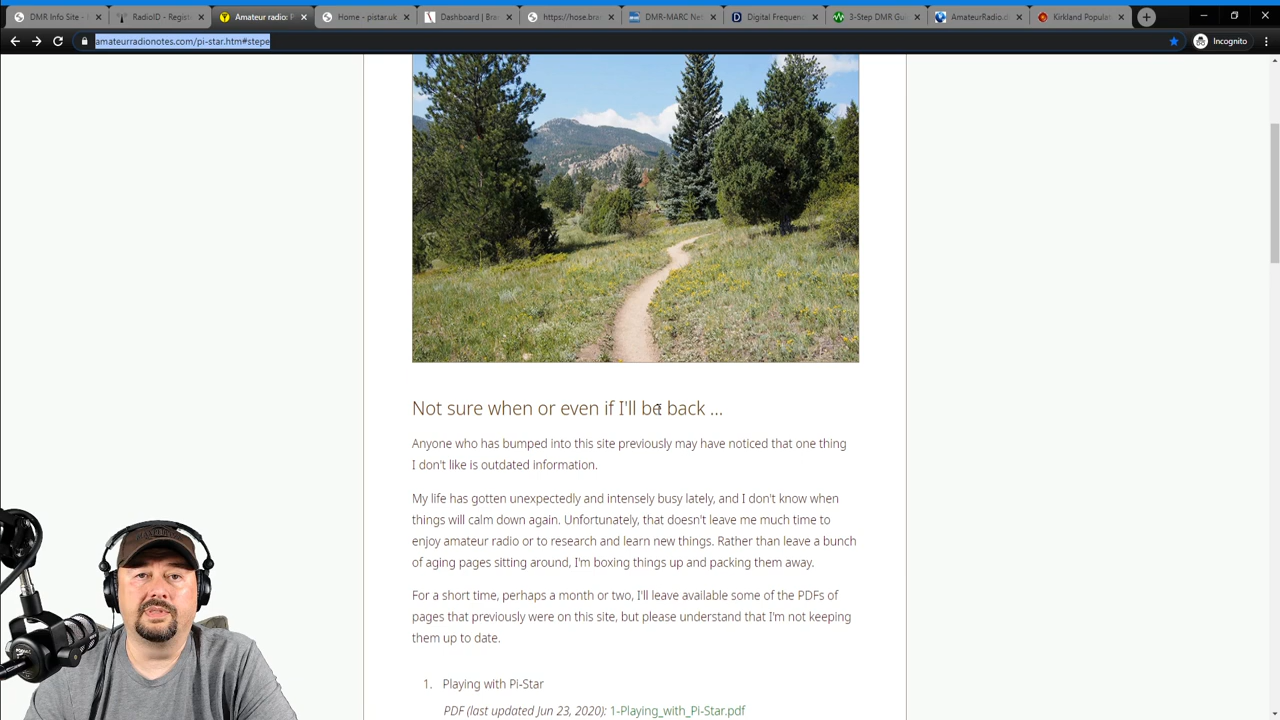 DMR Info Site -
RadioID - Regist
Amateur radio:
Home - pistar.uk
Dashboard | Bra
https://hose.bra
DMR-MARC Net
Digital Frequenc
3-Step DMR Gui
AmateurRadio.d
Kirkland Popula
amateurradionotes.com/pi-star.htm#stepe
Incognito
Not sure when or even if I'll be back ...
Anyone who has bumped into this site previously may have noticed that one thing
I don't like is outdated information.
My life has gotten unexpectedly and intensely busy lately, and I don't know when
things will calm down again. Unfortunately, that doesn't leave me much time to
enjoy amateur radio or to research and learn new things. Rather than leave a bunch
of aging pages sitting around, I'm boxing things up and packing them away.
For a short time, perhaps a month or two, I'll leave available some of the PDFs of
pages that previously were on this site, but please understand that I'm not keeping
them up to date.
1. Playing with Pi-Star
PDF (last updated Jun 23, 2020): 1-Playing_with_Pi-Star.pdf